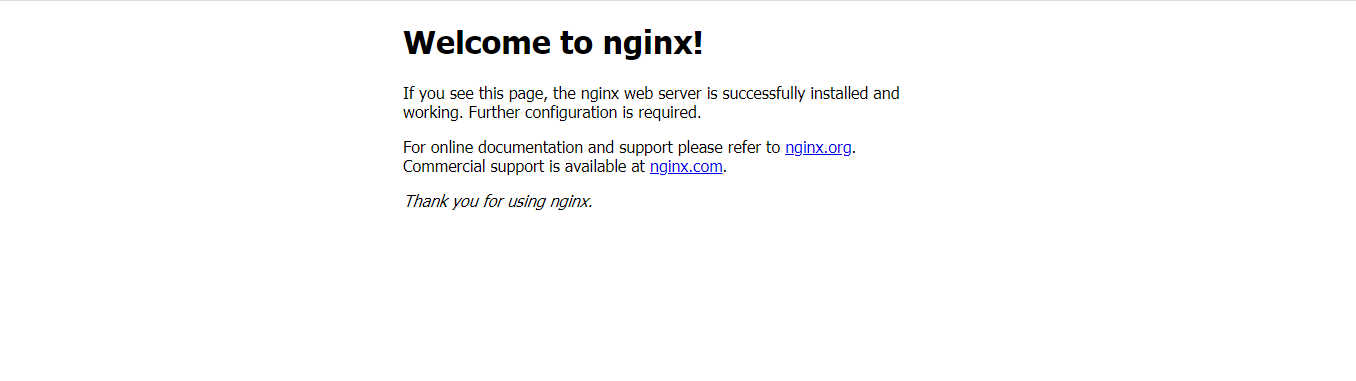 Welcome to nginx!
If you see this page, the nginx web server is successfully installed and
working. Further configuration is required.
For online documentation and support please refer to nginx.org.
Commercial support is available at nginx.com.
Thank you for using nginx.